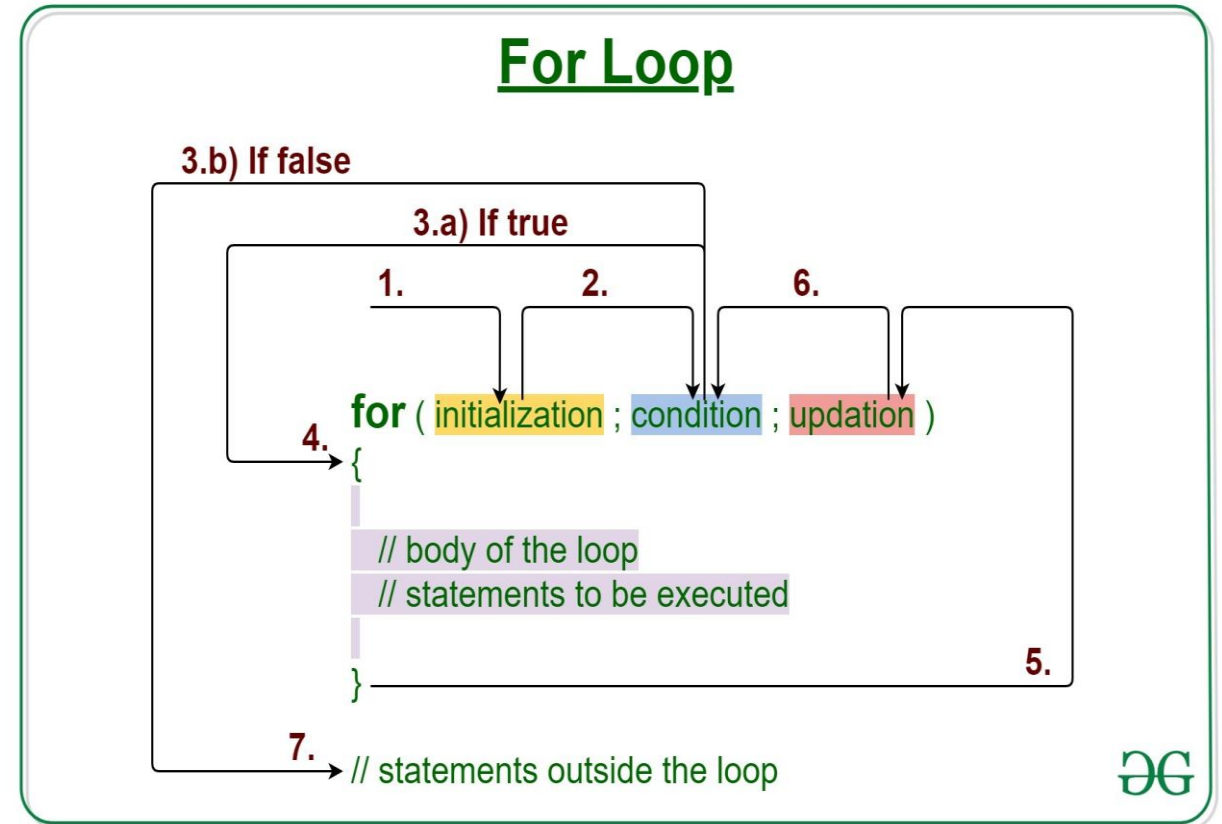 For Loop
3.b) If false
3.a) If true
1. 2. 6.
for ( initialization ; condition ; updation )
4.
{
// body of the loop
// statements to be executed
5.
}
7.
// statements outside the loop
GG